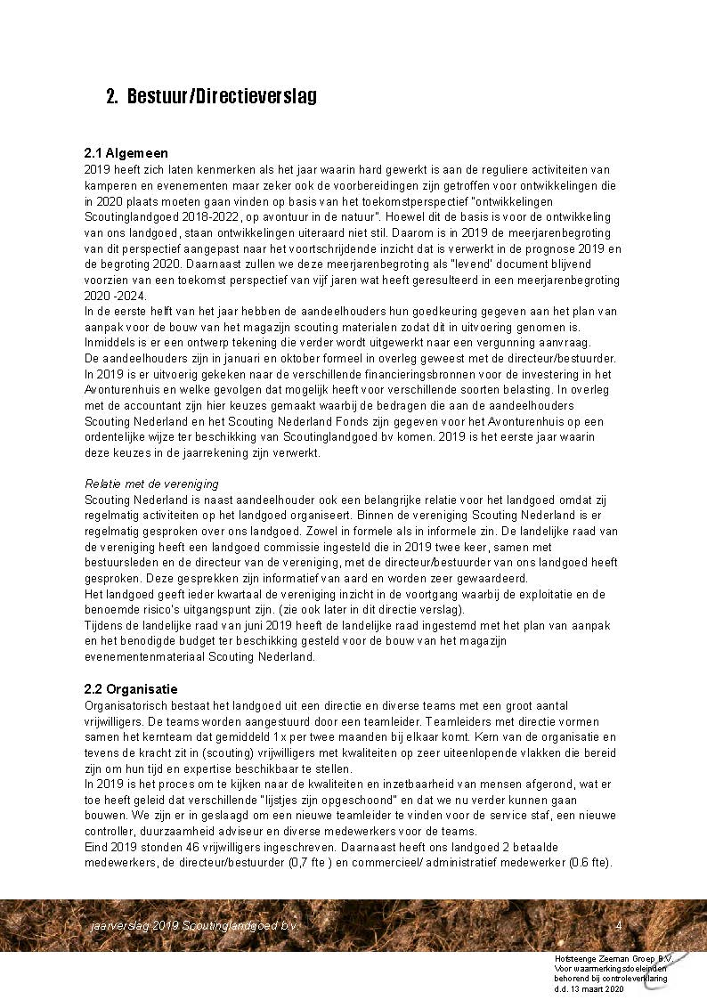 2. Bestuur/Directieverslag
2.1 Algemeen
2019 heeft zich laten kenmerken als het jaar waarin hard gewerkt is aan de reguliere activiteiten van
kamperen en evenementen maar zeker ook de voorbereidingen zijn getroffen voor ontwikkelingen die
in 2020 plaats moeten gaan vinden op basis van het toekomstperspectief "ontwikkelingen
Scoutinglandgoed 2018-2022, op avontuur in de natuur". Hoewel dit de basis is voor de ontwikkeling
van ons landgoed, staan ontwikkelingen uiteraard niet stil. Daarom is in 2019 de meerjarenbegroting
van dit perspectief aangepast naar het voortschrijdende inzicht dat is verwerkt in de prognose 2019 en
de begroting 2020. Daarnaast zullen we deze meerjarenbegroting als "levend' document blijvend
voorzien van een toekomst perspectief van vijf jaren wat heeft geresulteerd in een meerjarenbegroting
2020 -2024.
In de eerste helft van het jaar hebben de aandeelhouders hun goedkeuring gegeven aan het plan van
aanpak voor de bouw van het magazijn scouting materialen zodat dit in uitvoering genomen is.
Inmiddels is er een ontwerp tekening die verder wordt uitgewerkt naar een vergunning aanvraag.
De aandeelhouders zijn in januari en oktober formeel in overleg geweest met de directeur/bestuurder.
In 2019 is er uitvoerig gekeken naar de verschillende financieringsbronnen voor de investering in het
Avonturenhuis en welke gevolgen dat mogelijk heeft voor verschillende soorten belasting. In overleg
met de accountant zijn hier keuzes gemaakt waarbij de bedragen die aan de aandeelhouders
Scouting Nederland en het Scouting Nederland Fonds zijn gegeven voor het Avonturenhuis op een
ordentelijke wijze ter beschikking van Scoutinglandgoed bv komen. 2019 is het eerste jaar waarin
deze keuzes in de jaarrekening zijn verwerkt.
Relatie met de vereniging
Scouting Nederland is naast aandeelhouder ook een belangrijke relatie voor het landgoed omdat zij
regelmatig activiteiten op het landgoed organiseert. Binnen de vereniging Scouting Nederland is er
regelmatig gesproken over ons landgoed. Zowel in formele als in informele zin. De landelijke raad van
de vereniging heeft een landgoed commissie ingesteld die in 2019 twee keer, samen met
bestuursleden en de directeur van de vereniging, met de directeur/bestuurder van ons landgoed heeft
gesproken. Deze gesprekken zijn informatief van aard en worden zeer gewaardeerd.
Het landgoed geeft ieder kwartaal de vereniging inzicht in de voortgang waarbij de exploitatie en de
benoemde risico's uitgangspunt zijn. (zie ook later in dit directie verslag).
Tijdens de landelijke raad van juni 2019 heeft de landelijke raad ingestemd met het plan van aanpak
en het benodigde budget ter beschikking gesteld voor de bouw van het magazijn
evenementenmateriaal Scouting Nederland.
2.2 Organisatie
Organisatorisch bestaat het landgoed uit een directie en diverse teams met een groot aantal
vrijwilligers. De teams worden aangestuurd door een teamleider. Teamleiders met directie vormen
samen het kernteam dat gemiddeld 1x per twee maanden bij elkaar komt. Kern van de organisatie en
tevens de kracht zit in (scouting) vrijwilligers met kwaliteiten op zeer uiteenlopende vlakken die bereid
zijn om hun tijd en expertise beschikbaar te stellen.
In 2019 is het proces om te kijken naar de kwaliteiten en inzetbaarheid van mensen afgerond, wat er
toe heeft geleid dat verschillende "lijstjes zijn opgeschoond" en dat we nu verder kunnen gaan
bouwen. We zijn er in geslaagd om een nieuwe teamleider te vinden voor de service staf, een nieuwe
controller, duurzaamheid adviseur en diverse medewerkers voor de teams.
Eind 2019 stonden 46 vrijwilligers ingeschreven. Daarnaast heeft ons landgoed 2 betaalde
medewerkers, de directeur/bestuurder (0,7 fte ) en commercieel/ administratief medewerker (0.6 fte).
jaarverslag 2019 Scoutinglandgoed b.v. 4
Hofsteenge Zeeman Groep B.V.
Voor waarmerkingsdoeleinden
behorend bij controleverklaring
d.d. 13 maart 2020